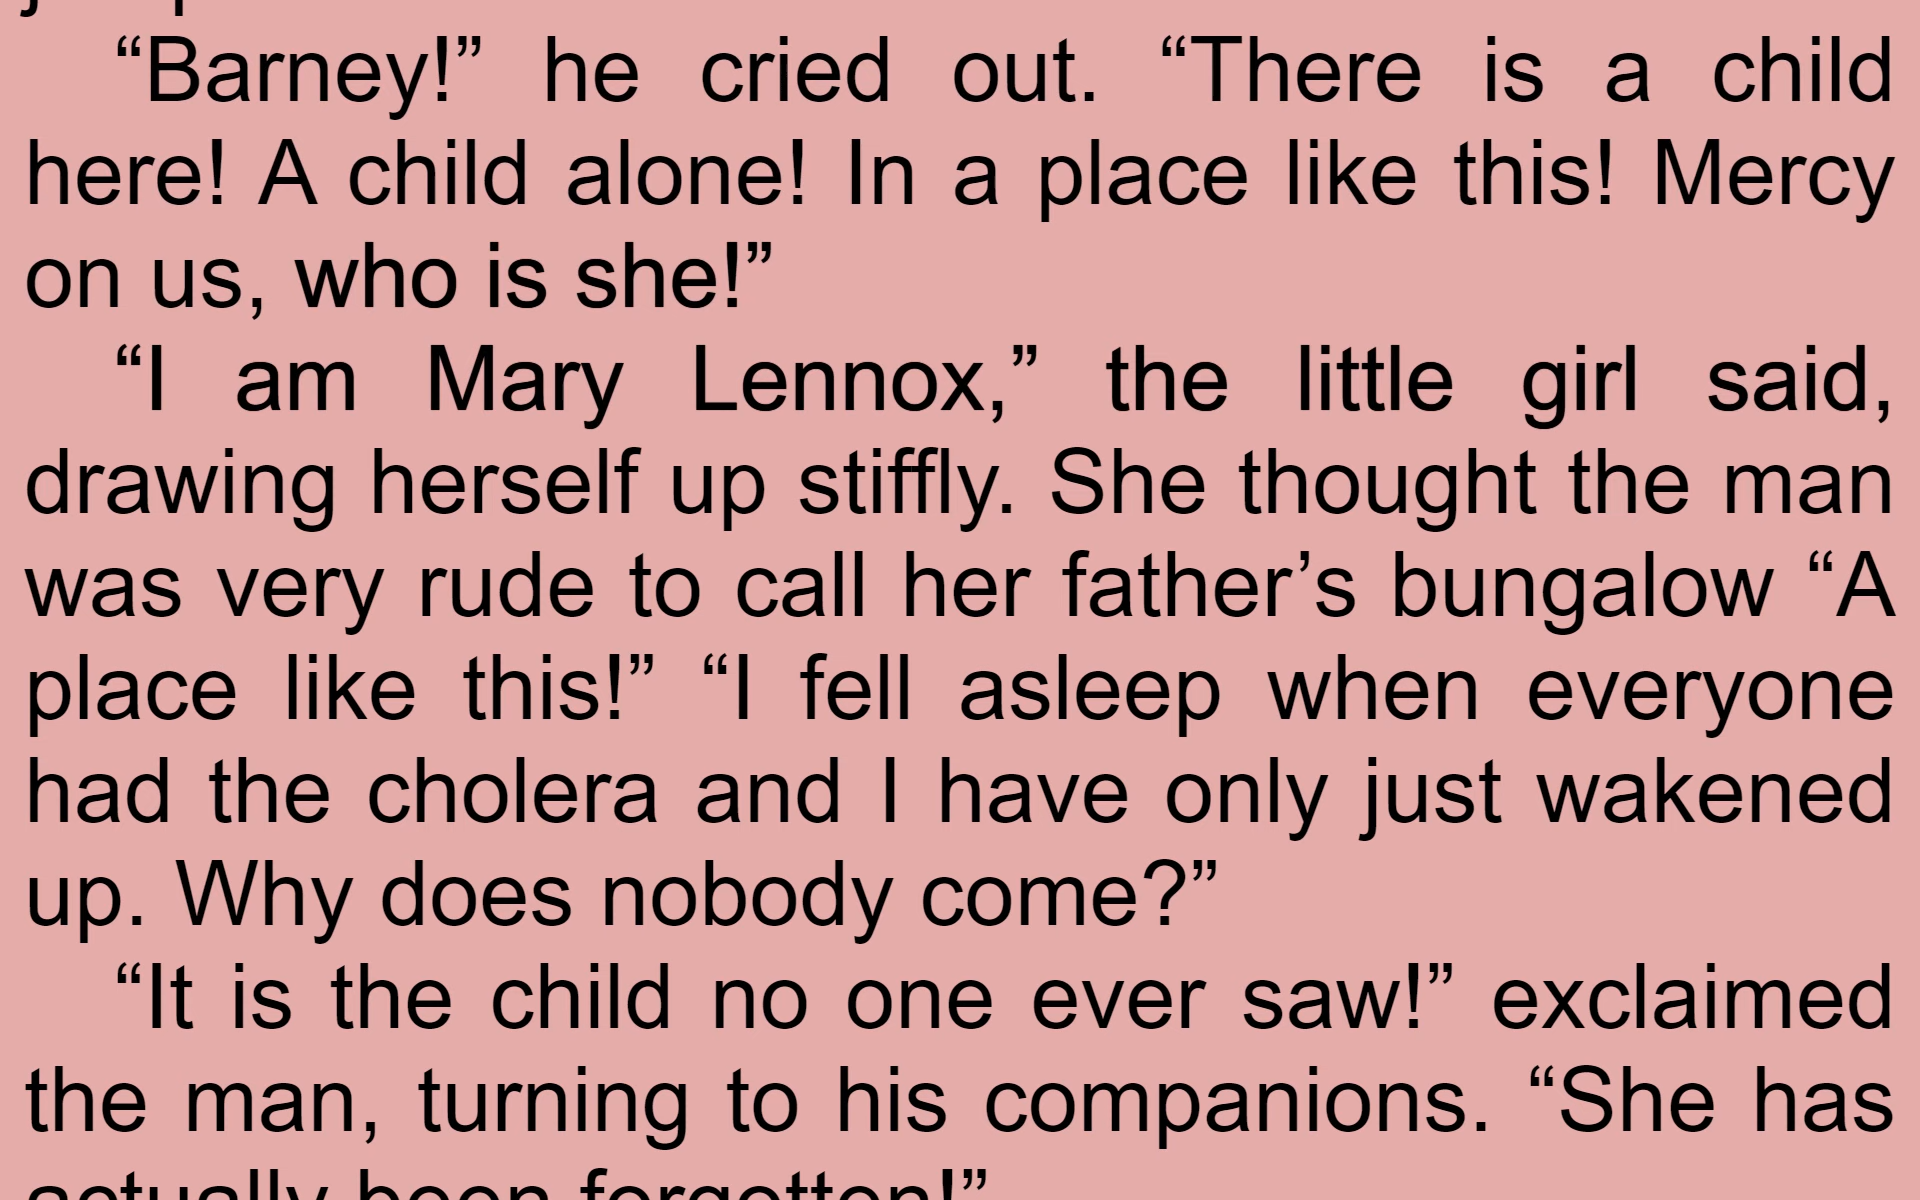 “Barney!” he cried out. “There is a child
here! A child alone! In a place like this! Mercy
on us, who is she!”
“I am Mary Lennox,” the little girl said,
drawing herself up stiffly. She thought the man
was very rude to call her father’s bungalow “A
place like this!” “I fell asleep when everyone
had the cholera and I have only just wakened
up. Why does nobody come?”
“It is the child no one ever saw!” exclaimed
the man, turning to his companions. “She has
actually been forgotten!”